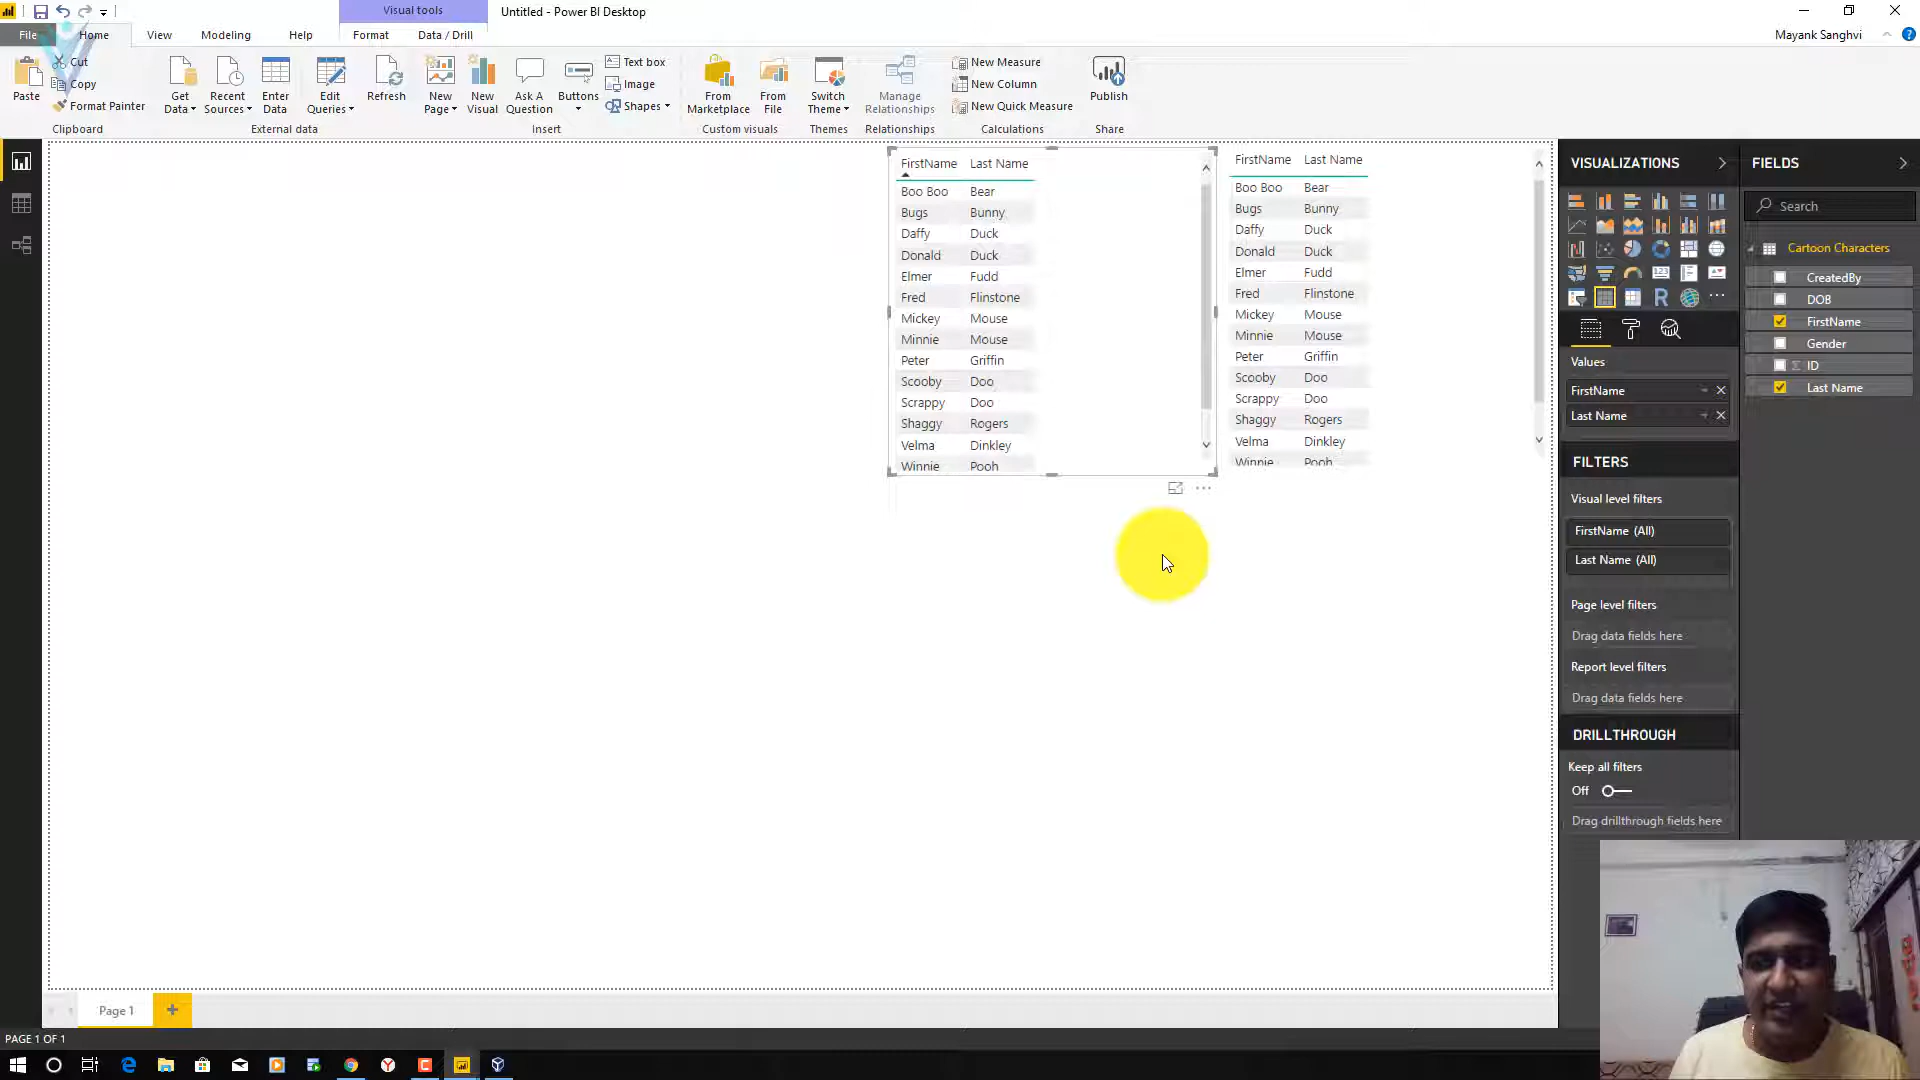 Visual tools
Untitled - Power BI Desktop
File
Home
View
Modeling
Help
Format
Data / Drill
Mayank Sanghvi
Paste
Cut
Copy
Format Painter
Clipboard
Get Data
Recent Sources
Enter Data
Edit Queries
Refresh
External data
New Page
New Visual
Ask A Question
Buttons
Text box
Image
Shapes
Insert
From Marketplace
From File
Custom visuals
Switch Theme
Themes
Manage Relationships
Relationships
New Measure
New Column
New Quick Measure
Calculations
Publish
Share
FirstName Last Name
Boo Boo Bear
Bugs Bunny
Daffy Duck
Donald Duck
Elmer Fudd
Fred Flinstone
Mickey Mouse
Minnie Mouse
Peter Griffin
Scooby Doo
Scrappy Doo
Shaggy Rogers
Velma Dinkley
Winnie Pooh
FirstName Last Name
Boo Boo Bear
Bugs Bunny
Daffy Duck
Donald Duck
Elmer Fudd
Fred Flinstone
Mickey Mouse
Minnie Mouse
Peter Griffin
Scooby Doo
Scrappy Doo
Shaggy Rogers
Velma Dinkley
Winnie Pooh
VISUALIZATIONS
Values
FirstName
Last Name
FILTERS
Visual level filters
FirstName (All)
Last Name (All)
Page level filters
Drag data fields here
Report level filters
Drag data fields here
DRILLTHROUGH
Keep all filters
Off
Drag drillthrough fields here
FIELDS
Search
Cartoon Characters
CreatedBy
DOB
FirstName
Gender
Σ ID
Last Name
Page 1
PAGE 1 OF 1